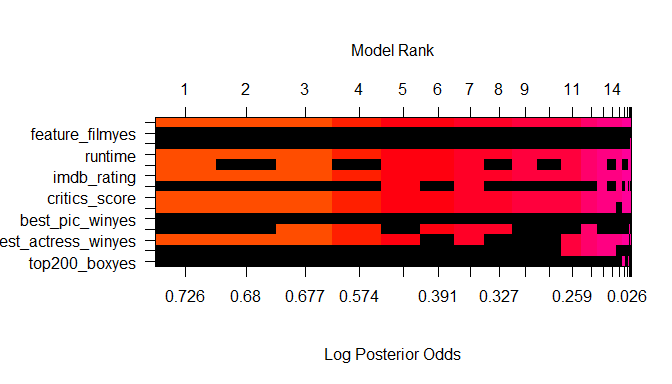 Model Rank
1 2 3 4 5 6 7 8 9 11 14
feature_filmyes
runtime
imdb_rating
critics_score
best_pic_winyes
est_actress_winyes
top200_boxyes
0.726 0.68 0.677 0.574 0.391 0.327 0.259 0.026
Log Posterior Odds